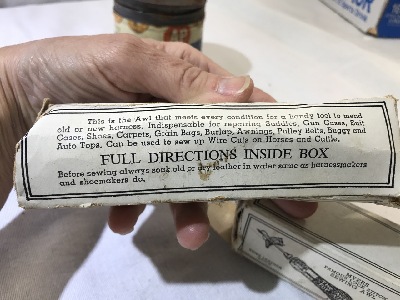 This is the Awl that meets every condition for a handy tool to mend
old or new harness. Indispensable for repairing Saddles, Gun Cases, Suit
Cases, Shoes, Carpets, Grain Bags, Burlap, Awnings, Pulley Belts, Buggy and
Auto Tops. Can be used to sew up Wire Cuts on Horses and Cattle.
FULL DIRECTIONS INSIDE BOX
Before sewing always soak old or dry leather in water same as harnessmakers
and shoemakers do.
MYERS
SEWING AWL